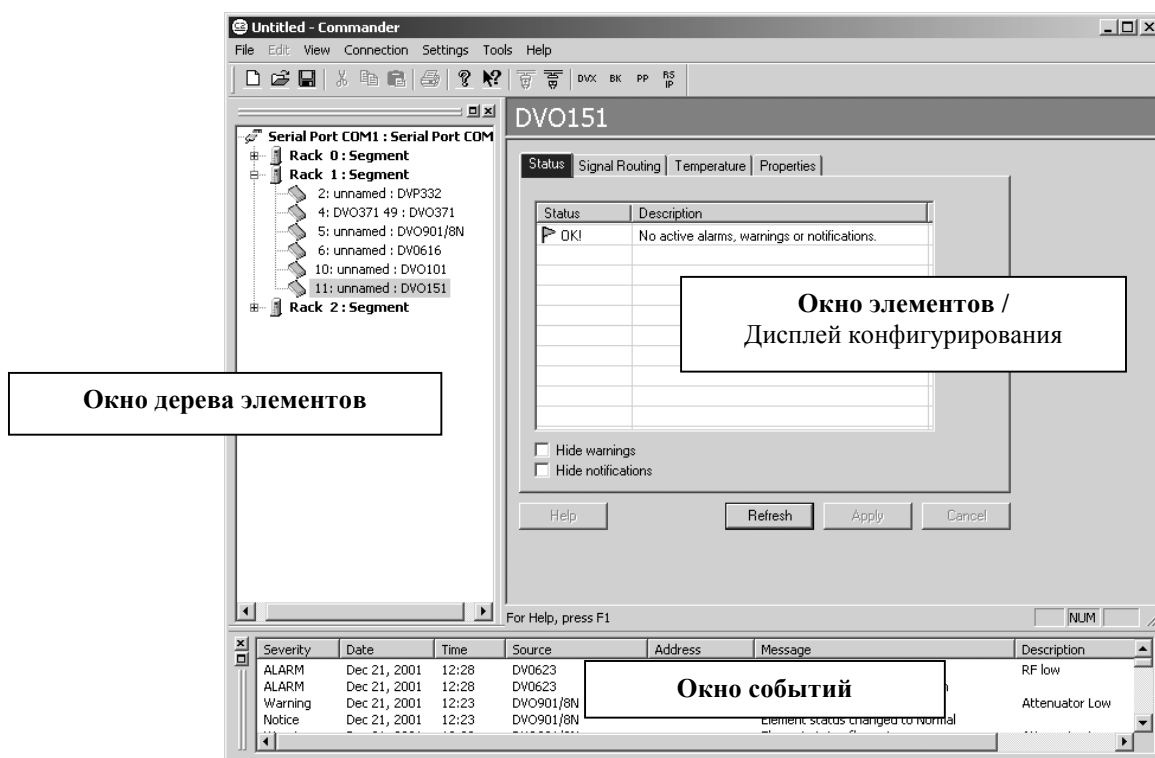 Untitled - Commander
File Edit View Connection Settings Tools Help
DVX BK PP RS IP
Serial Port COM1 : Serial Port COM
Rack 0 : Segment
Rack 1 : Segment
2: unnamed : DVP332
4: DVO371 49 : DVO371
5: unnamed : DVO901/8N
6: unnamed : DV0616
10: unnamed : DVO101
11: unnamed : DVO151
Rack 2 : Segment
Окно дерева элементов
DVO151
Status Signal Routing Temperature Properties
Status Description
OK! No active alarms, warnings or notifications.
Окно элементов /
Дисплей конфигурирования
Hide warnings
Hide notifications
Help Refresh Apply Cancel
For Help, press F1 NUM
Severity Date Time Source Address Message Description
ALARM Dec 21, 2001 12:28 DV0623 RF low
ALARM Dec 21, 2001 12:28 DV0623
Warning Dec 21, 2001 12:23 DVO901/8N Attenuator Low
Notice Dec 21, 2001 12:23 DVO901/8N Element status changed to Normal
Окно событий